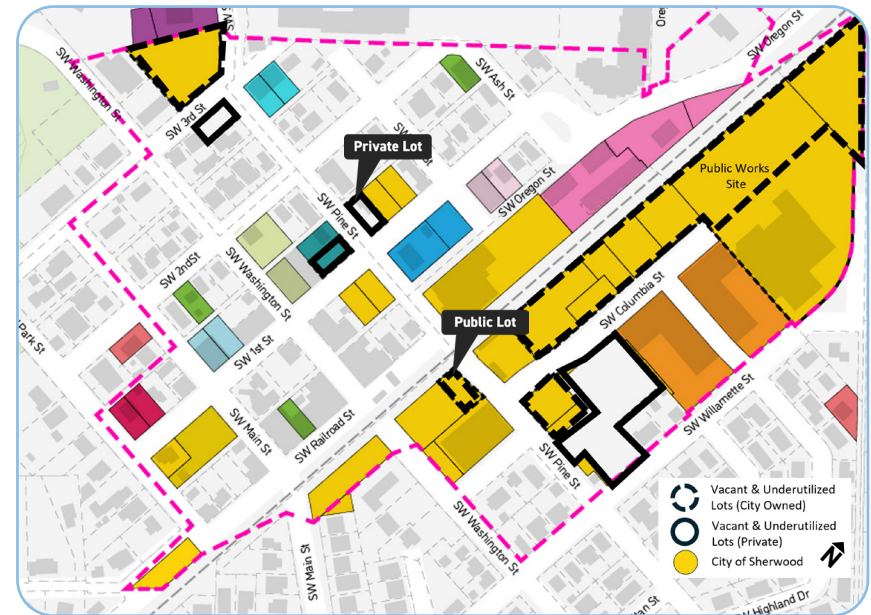 SW Oregon St
SW Washington St
SW Ash St
SW 3rd St
Private Lot
Public Works
Site
SW Oregon St
SW Pine St
SW 2ndSt
SW Washington St
SW Columbia St
Public Lot
Park St
SW 1st St
SW Main St
SW Railroad St
SW Willamette St
SW Pine St
SW Washington St
SW Main St
Vacant & Underutilized
Lots (City Owned)
Vacant & Underutilized
Lots (Private)
City of Sherwood
N
Highland Dr